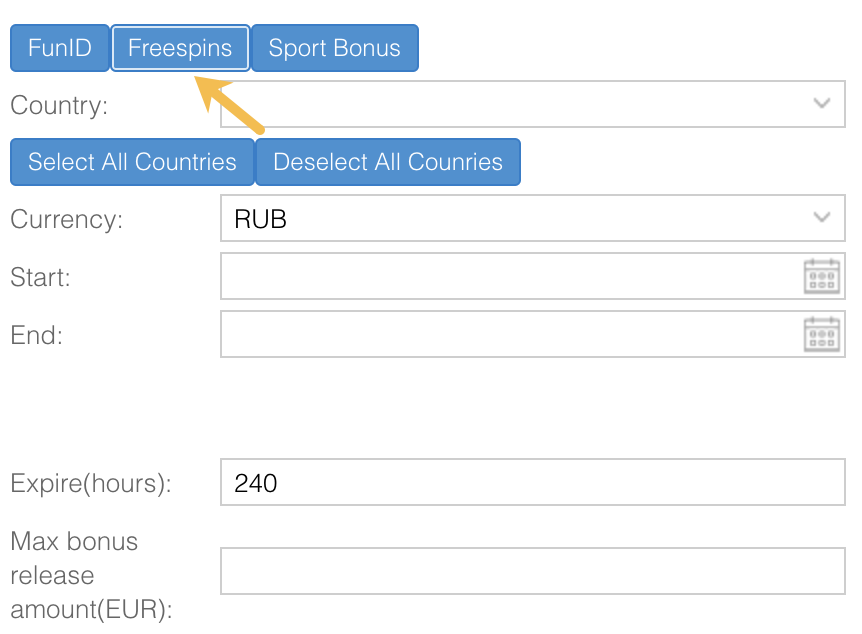 FunID Freespins Sport Bonus
Country:
Select All Countries Deselect All Counries
Currency: RUB
Start:
End:
Expire(hours): 240
Max bonus
release
amount(EUR):